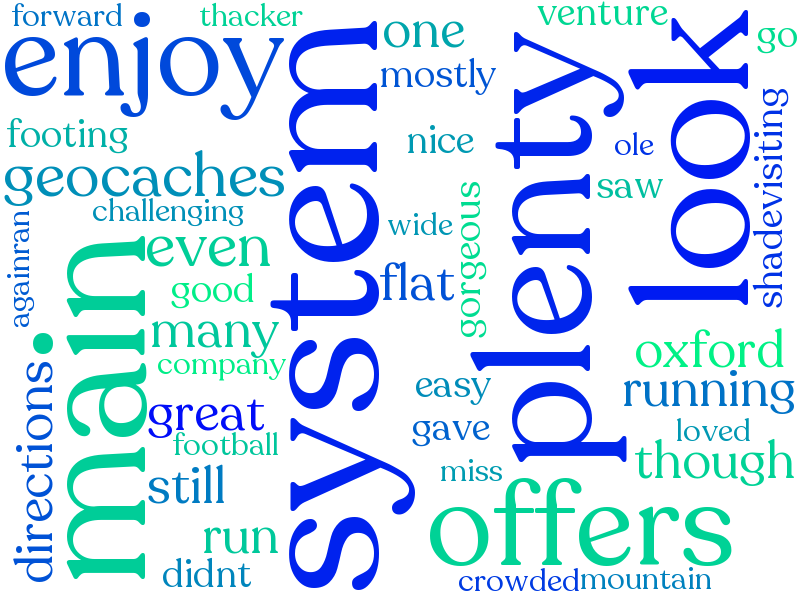 forward
thacker
venture
enjoy
one
go
mostly
system
plenty
look
footing
nice
ole
geocaches
saw
shadevisiting
challenging
gorgeous
wide
againran
even
main
flat
good
many
oxford
company
directions
easy
running
great
gave
loved
football
though
still
miss
offers
run
didnt
crowded
mountain